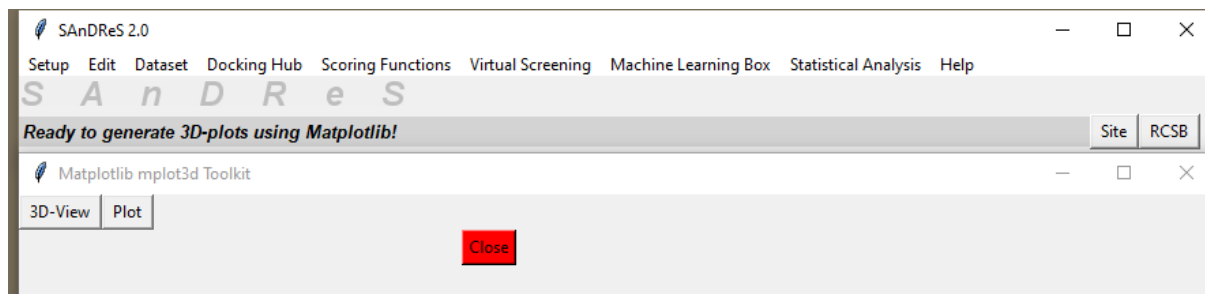 SAnDReS 2.0
Setup Edit Dataset Docking Hub Scoring Functions Virtual Screening Machine Learning Box Statistical Analysis Help
S A n D R e S
Ready to generate 3D-plots using Matplotlib! Site RCSB
Matplotlib mplot3d Toolkit
3D-View Plot
Close